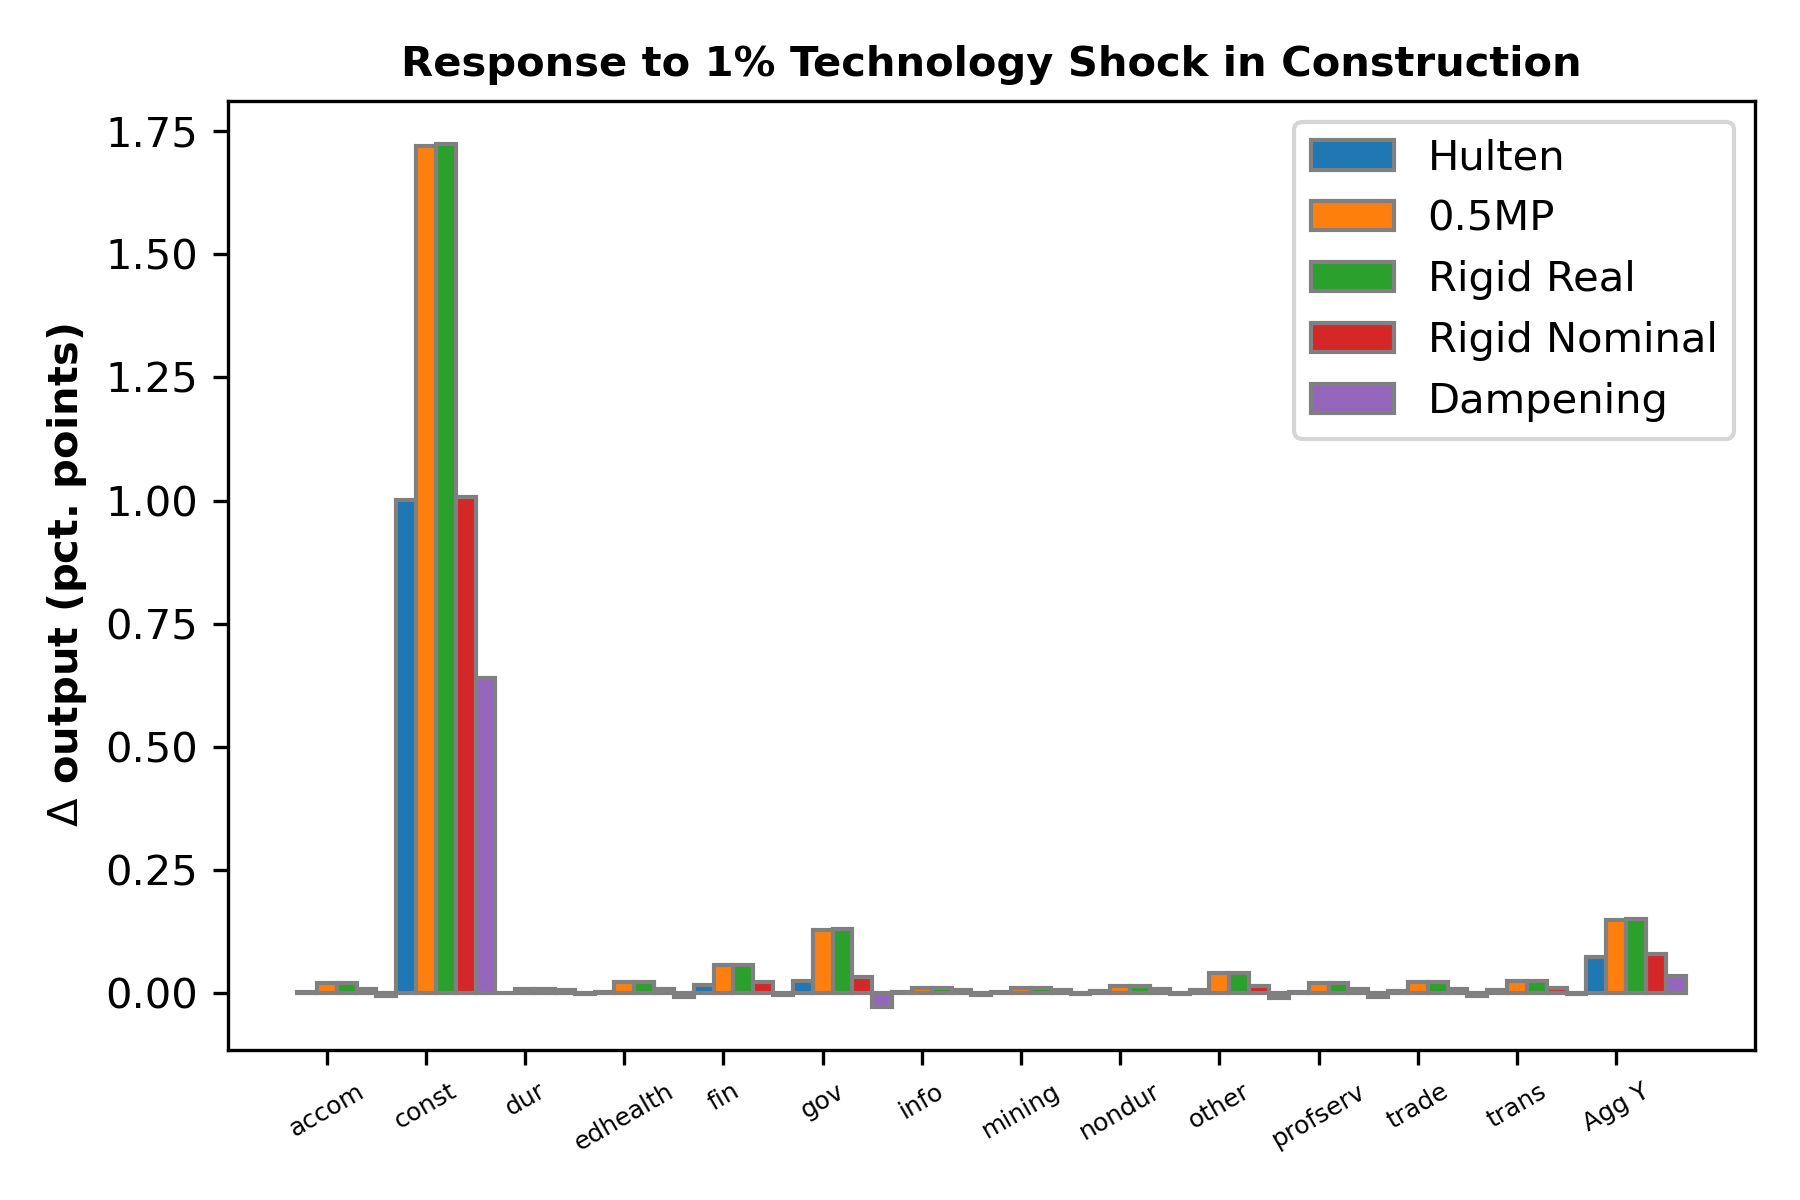 Response to 1% Technology Shock in Construction
Δ output (pct. points)
1.75
1.50
1.25
1.00
0.75
0.50
0.25
0.00
Hulten
0.5MP
Rigid Real
Rigid Nominal
Dampening
accom const dur edhealth fin gov info mining nondur other profserv trade trans Agg Y